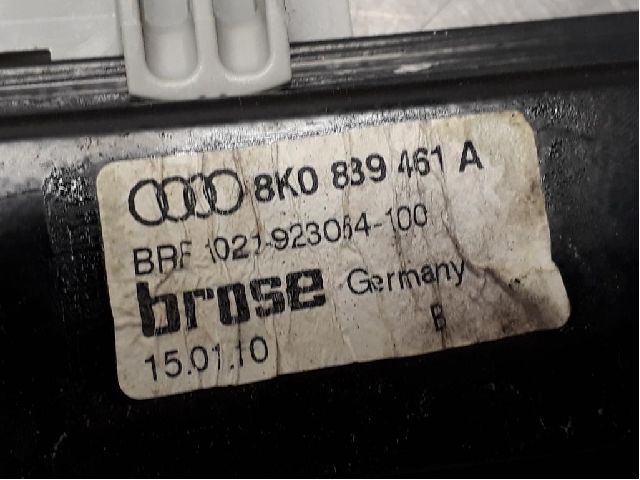 8K0 839 461 A
BRF 1021-923064-100
brose Germany
B
15.01.10